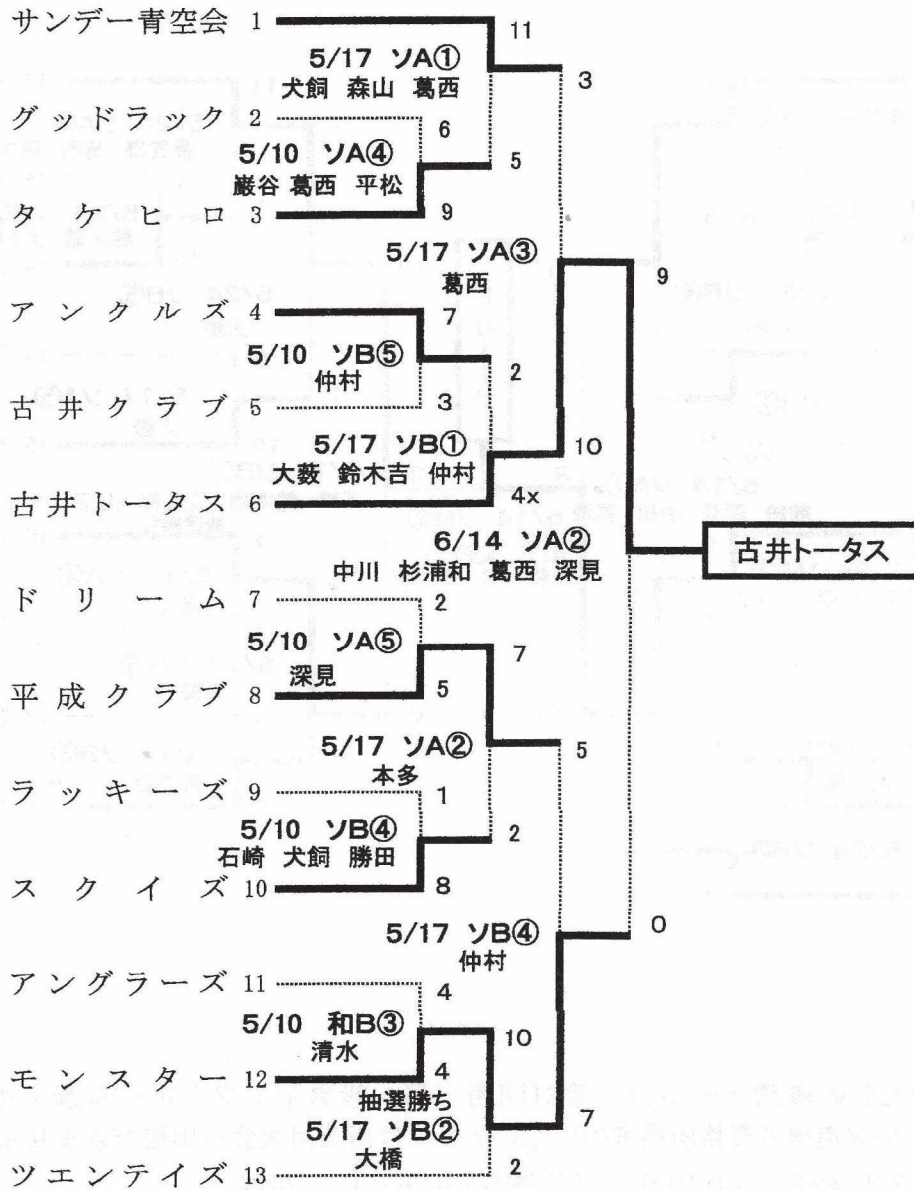 サンデー青空会 1
11
5/17 ソA①
犬飼 森山 葛西
3
グッドラック 2
6
5/10 ソA④
巌谷 葛西 平松
5
タケヒロ 3
9
5/17 ソA③
葛西
9
アンクルズ 4
7
5/10 ソB⑤
仲村
2
古井クラブ 5
3
5/17 ソB①
大薮 鈴木吉 仲村
10
古井トータス 6
4x
6/14 ソA②
中川 杉浦和 葛西 深見
古井トータス
ドリーム 7
2
5/10 ソA⑤
深見
7
平成クラブ 8
5
5/17 ソA②
本多
5
ラッキーズ 9
1
5/10 ソB④
石崎 犬飼 勝田
2
スクイズ 10
8
5/17 ソB④
仲村
0
アングラーズ 11
4
5/10 和B③
清水
10
モンスター 12
4
抽選勝ち
5/17 ソB②
大橋
7
ツエンテイズ 13
2